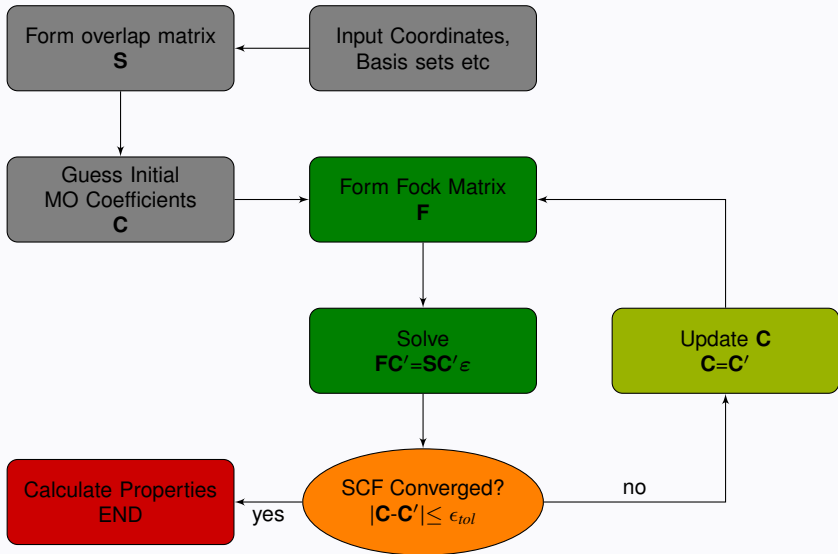 Form overlap matrix
S
Input Coordinates,
Basis sets etc
Guess Initial
MO Coefficients
C
Form Fock Matrix
F
Solve
FC′=SC′ε
Update C
C=C′
Calculate Properties
END
yes
SCF Converged?
|C-C′|≤ ϵtol
no